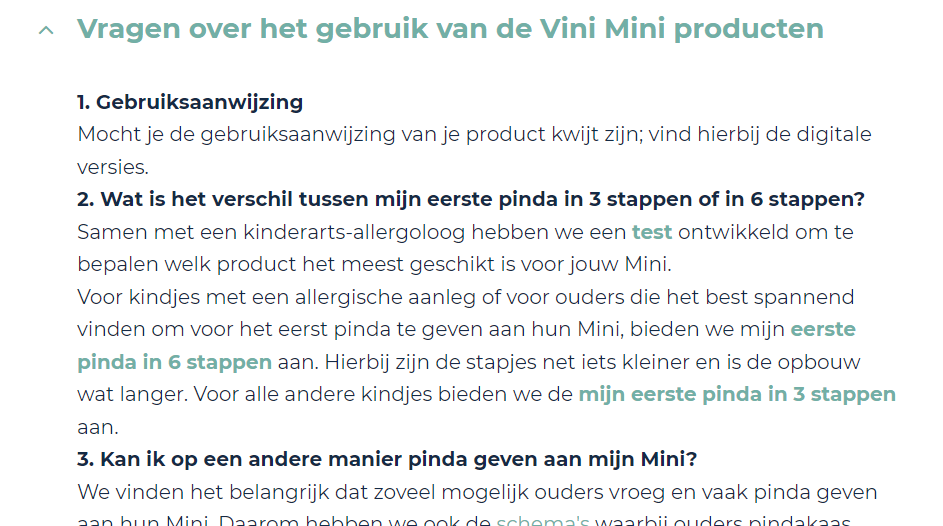 Vragen over het gebruik van de Vini Mini producten
1. Gebruiksaanwijzing
Mocht je de gebruiksaanwijzing van je product kwijt zijn; vind hierbij de digitale
versies.
2. Wat is het verschil tussen mijn eerste pinda in 3 stappen of in 6 stappen?
Samen met een kinderarts-allergoloog hebben we een test ontwikkeld om te
bepalen welk product het meest geschikt is voor jouw Mini.
Voor kindjes met een allergische aanleg of voor ouders die het best spannend
vinden om voor het eerst pinda te geven aan hun Mini, bieden we mijn eerste
pinda in 6 stappen aan. Hierbij zijn de stapjes net iets kleiner en is de opbouw
wat langer. Voor alle andere kindjes bieden we de mijn eerste pinda in 3 stappen
aan.
3. Kan ik op een andere manier pinda geven aan mijn Mini?
We vinden het belangrijk dat zoveel mogelijk ouders vroeg en vaak pinda geven
aan hun Mini. Daarom hebben we ook de schema's waarbij ouders pindakaas